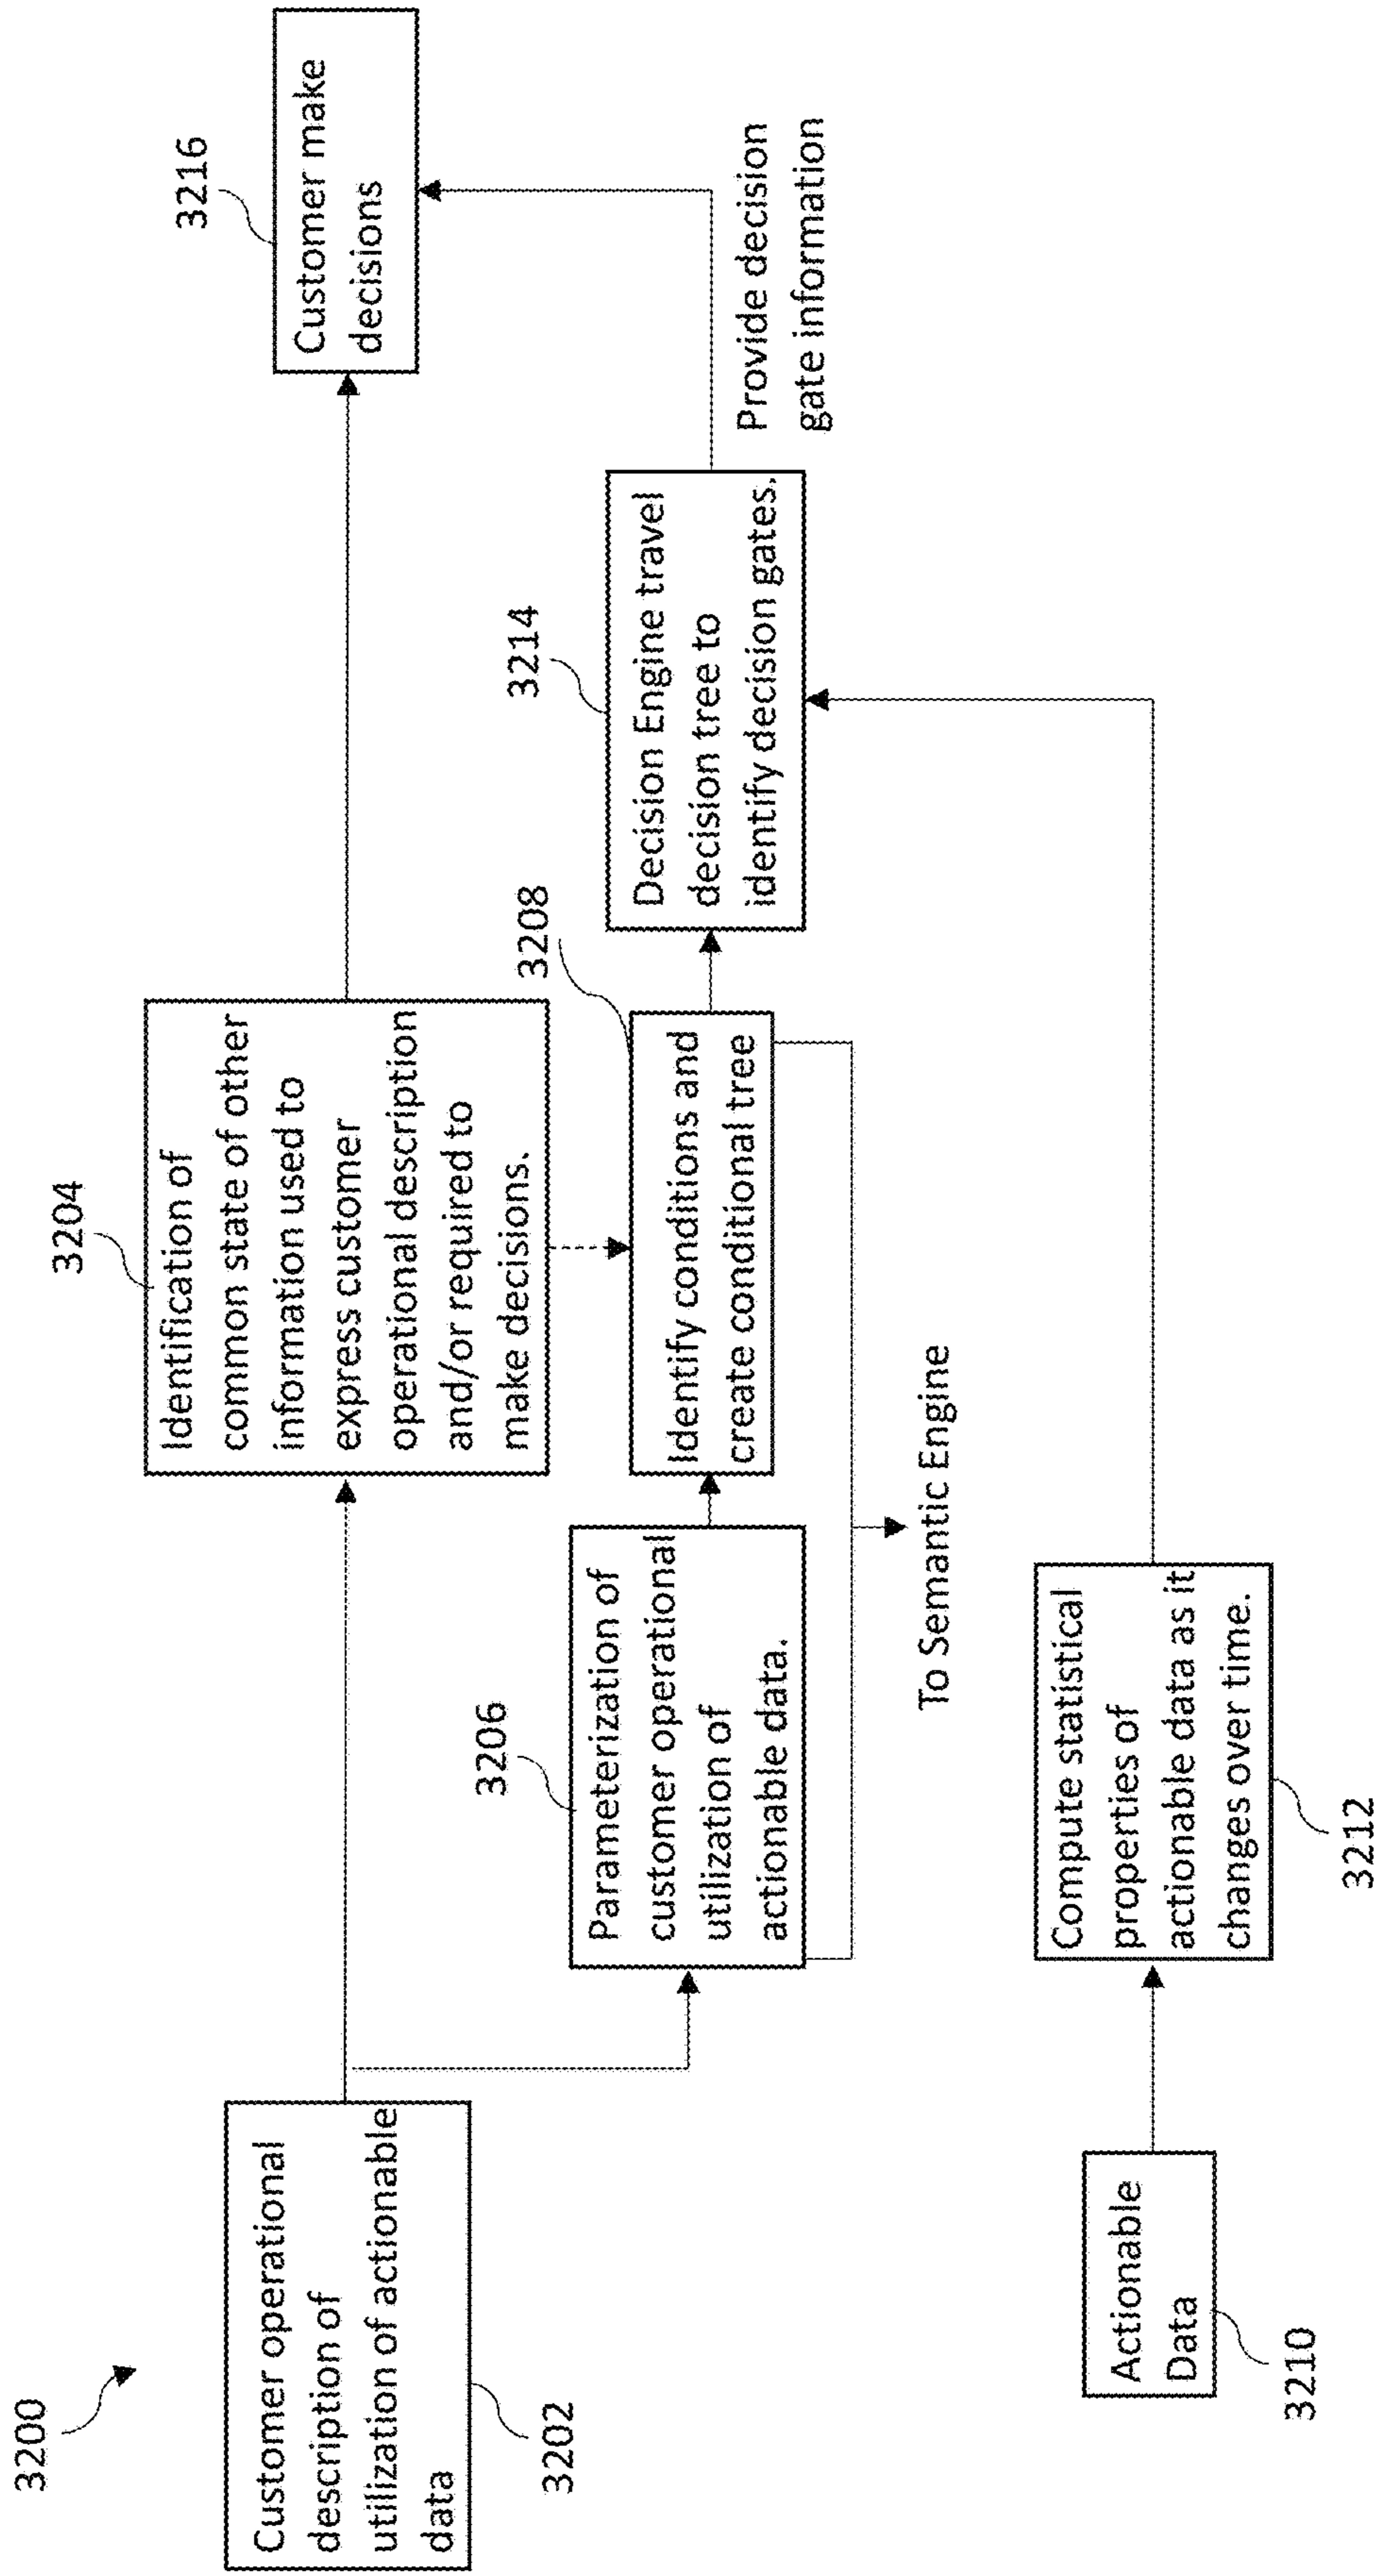 3200
Customer operational
description of
utilization of actionable
data
3202
3204
Identification of
common state of other
information used to
express customer
operational description
and/or required to
make decisions.
3216
Customer make
decisions
3206
Parameterization of
customer operational
utilization of
actionable data.
3208
Identify conditions and
create conditional tree
3214
Decision Engine travel
decision tree to
identify decision gates.
Provide decision
gate information
To Semantic Engine
Actionable
Data
3210
Compute statistical
properties of
actionable data as it
changes over time.
3212